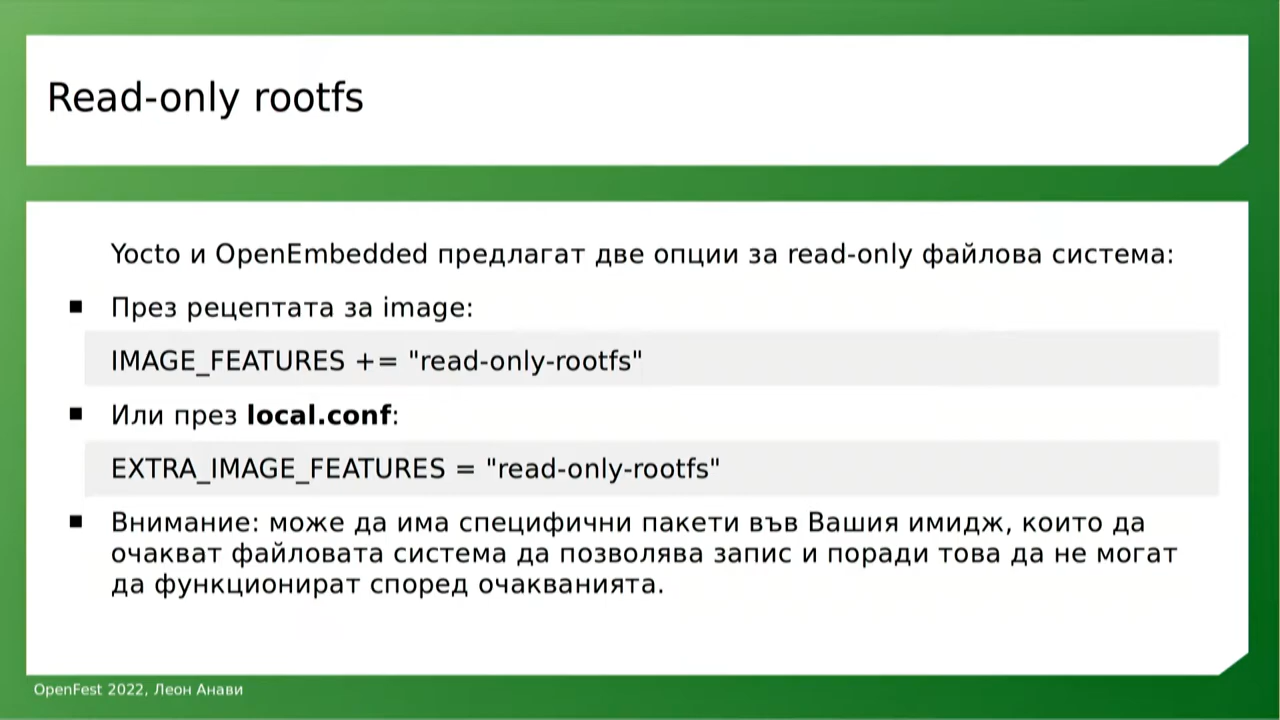 Read-only rootfs
Yocto и OpenEmbedded предлагат две опции за read-only файлова система:
▪ През рецептата за image:
IMAGE_FEATURES += "read-only-rootfs"
▪ Или през local.conf:
EXTRA_IMAGE_FEATURES = "read-only-rootfs"
▪ Внимание: може да има специфични пакети във Вашия имидж, които да
очакват файловата система да позволява запис и поради това да не могат
да функционират според очакванията.
OpenFest 2022, Леон Анави